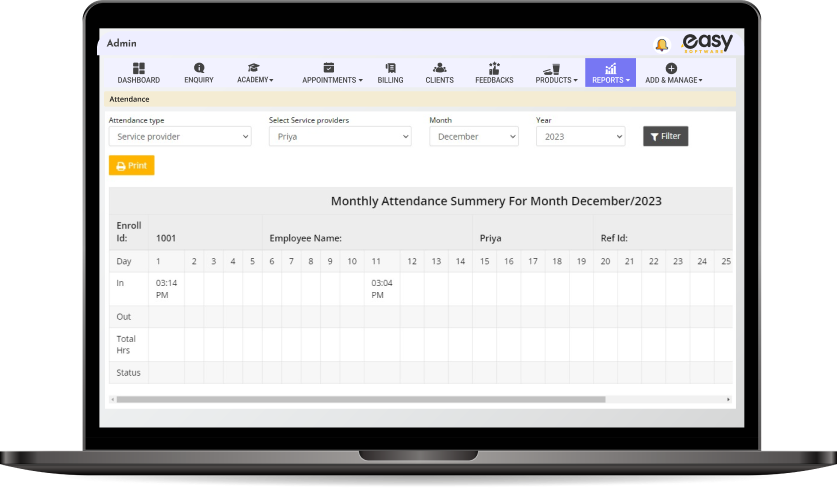 Admin
easy
SOFTWARE
DASHBOARD ENQUIRY ACADEMY APPOINTMENTS BILLING CLIENTS FEEDBACKS PRODUCTS REPORTS ADD & MANAGE
Attendance
Attendance type Select Service providers Month Year
Service provider Priya December 2023 Filter
Print
Monthly Attendance Summery For Month December/2023
Enroll Id: 1001 Employee Name: Priya Ref Id:
Day 1 2 3 4 5 6 7 8 9 10 11 12 13 14 15 16 17 18 19 20 21 22 23 24 25
In 03:14 PM 03:04 PM
Out
Total Hrs
Status